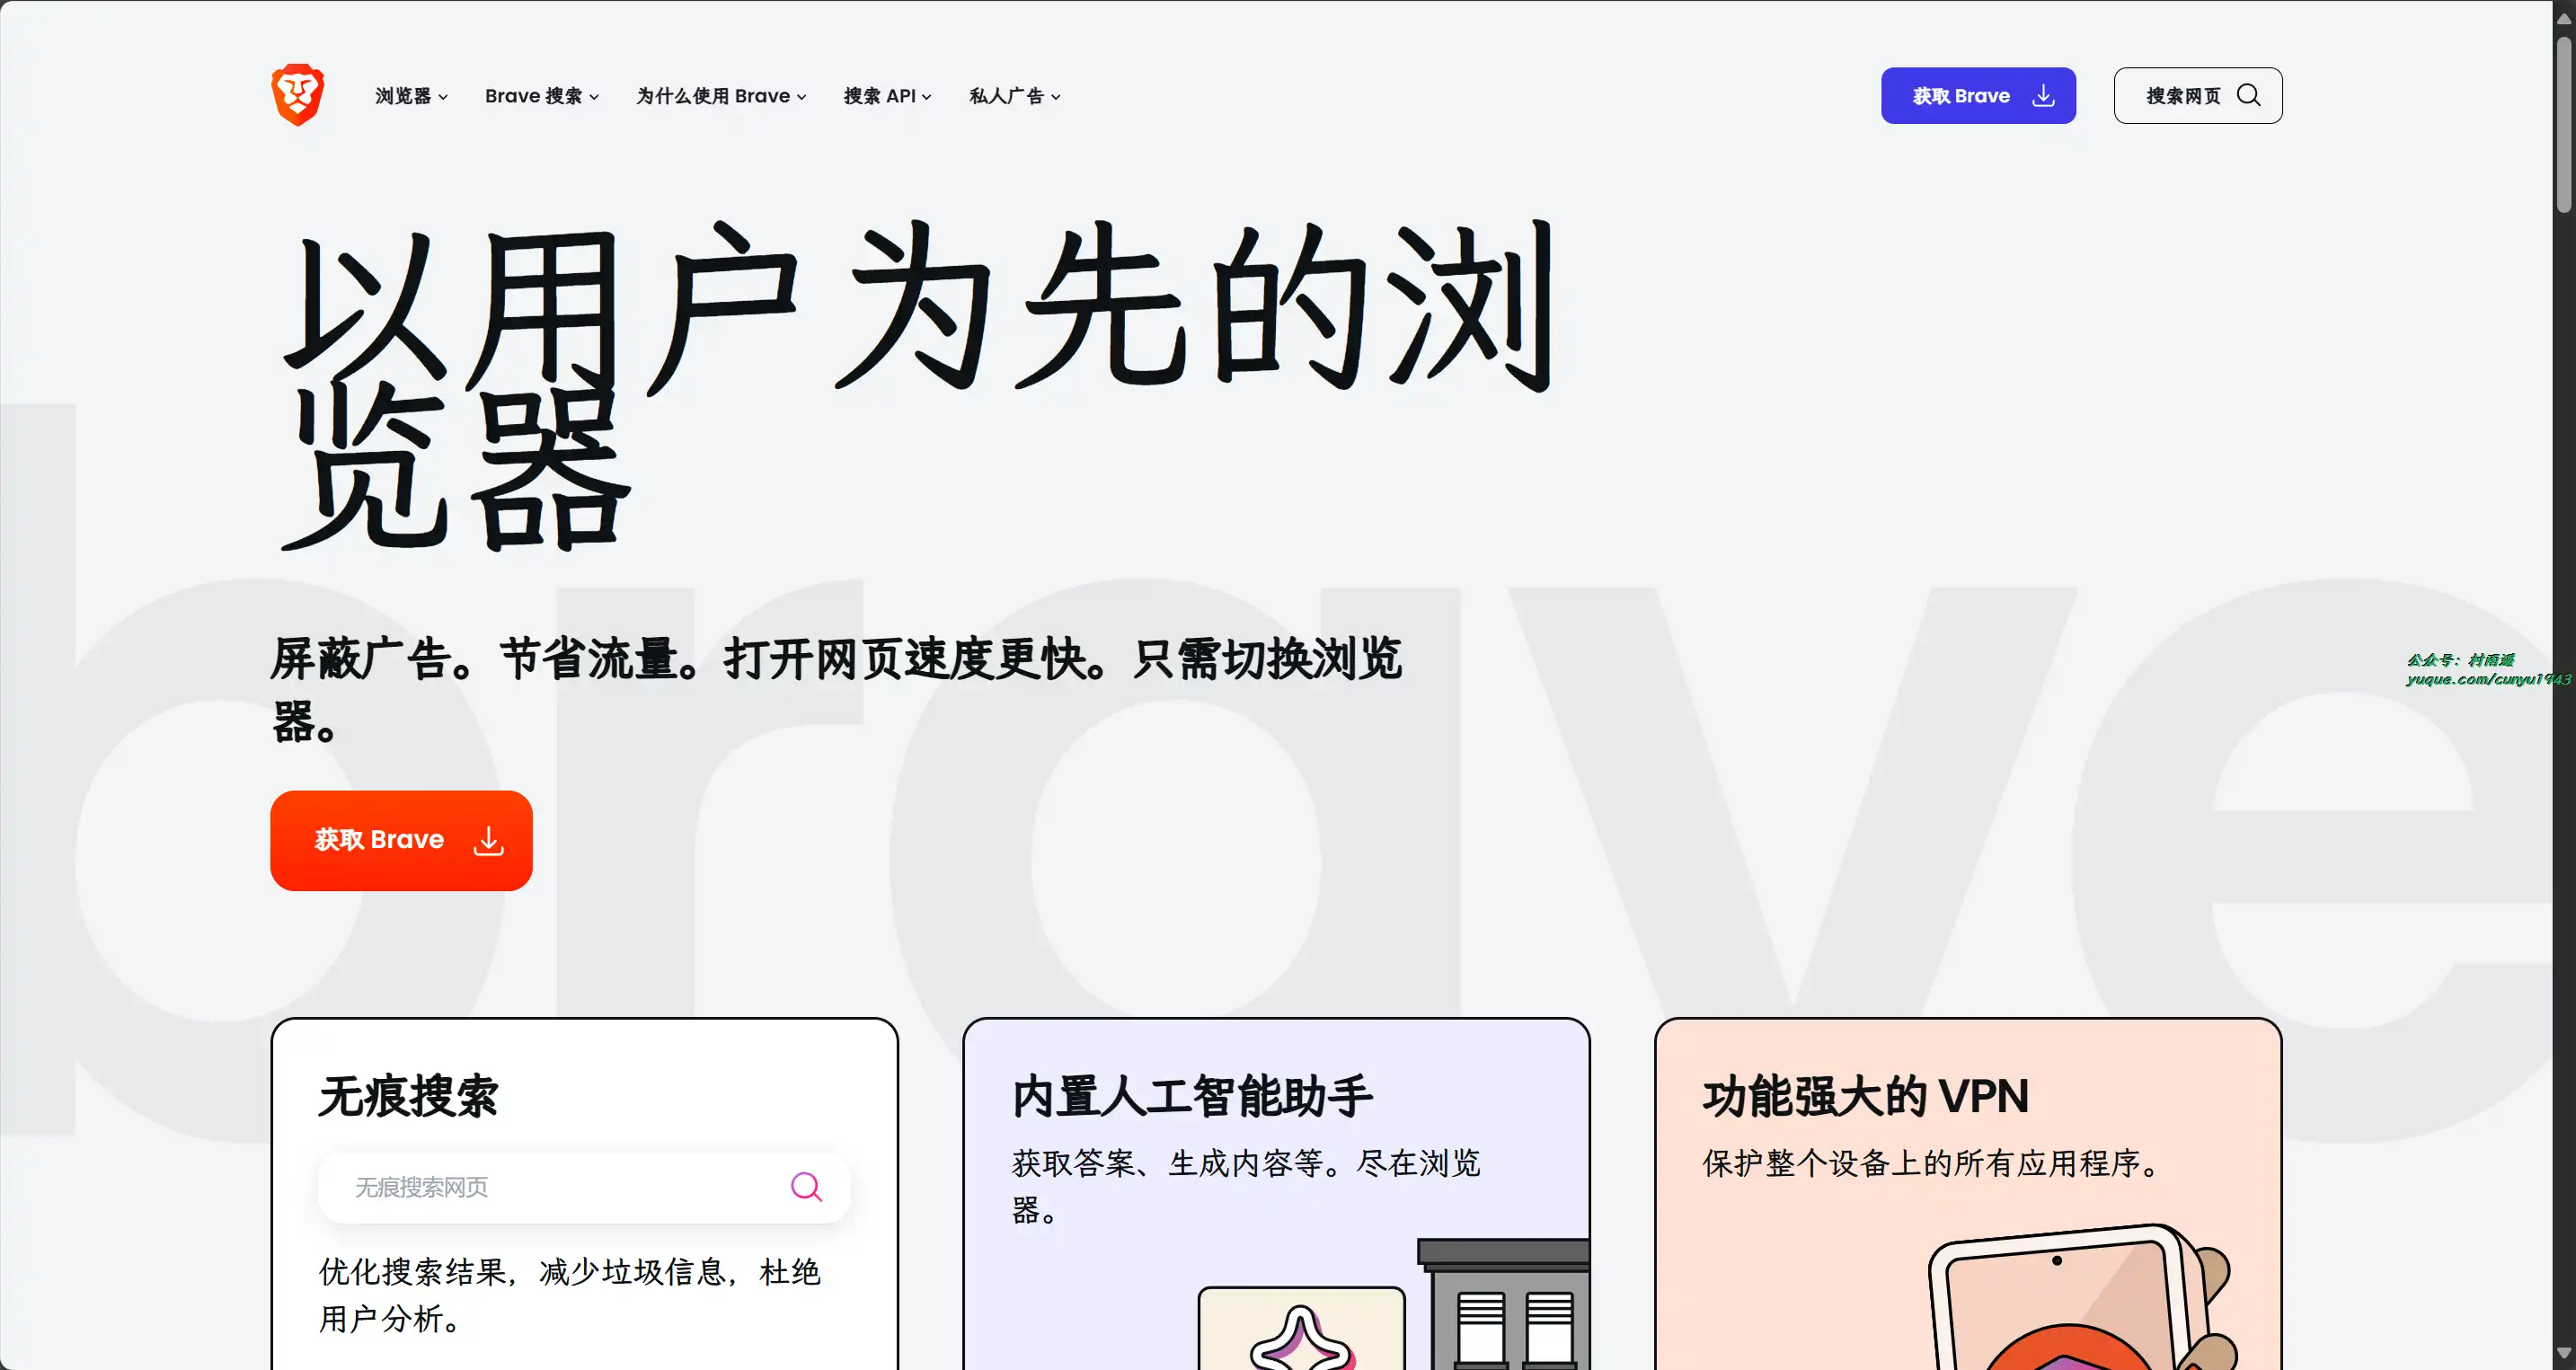 浏览器
Brave 搜索
为什么使用 Brave
搜索 API
私人广告
获取 Brave
搜索网页
以用户为先的浏
览器
brave
屏蔽广告。节省流量。打开网页速度更快。只需切换浏览
器。
公众号：村雨遥
yuque.com/cunyu1943
获取 Brave
无痕搜索
无痕搜索网页
优化搜索结果，减少垃圾信息，杜绝
用户分析。
内置人工智能助手
获取答案、生成内容等。尽在浏览
器。
功能强大的 VPN
保护整个设备上的所有应用程序。